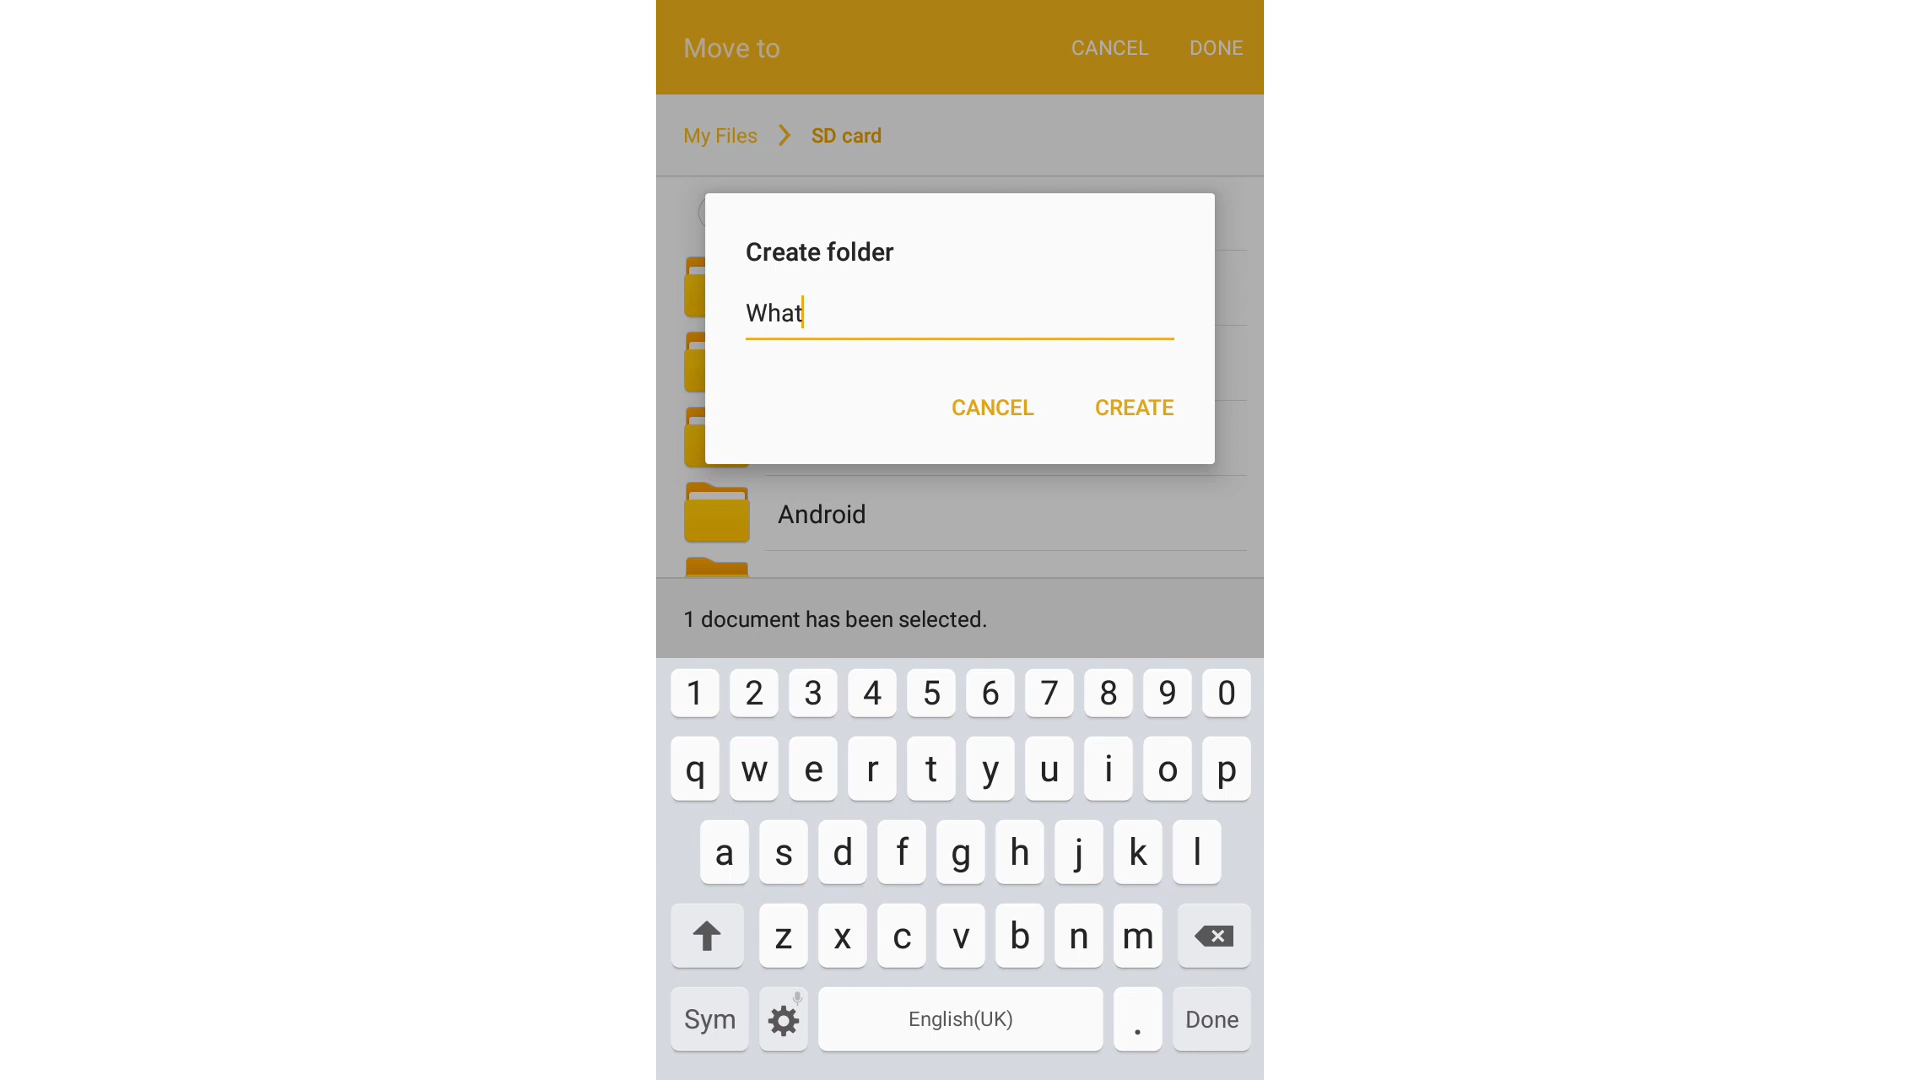 Move to CANCEL DONE
My Files SD card
Create folder
What
CANCEL CREATE
Android
1 document has been selected.
1 2 3 4 5 6 7 8 9 0
q w e r t y u i o p
a s d f g h j k l
z x c v b n m
Sym English(UK) . Done